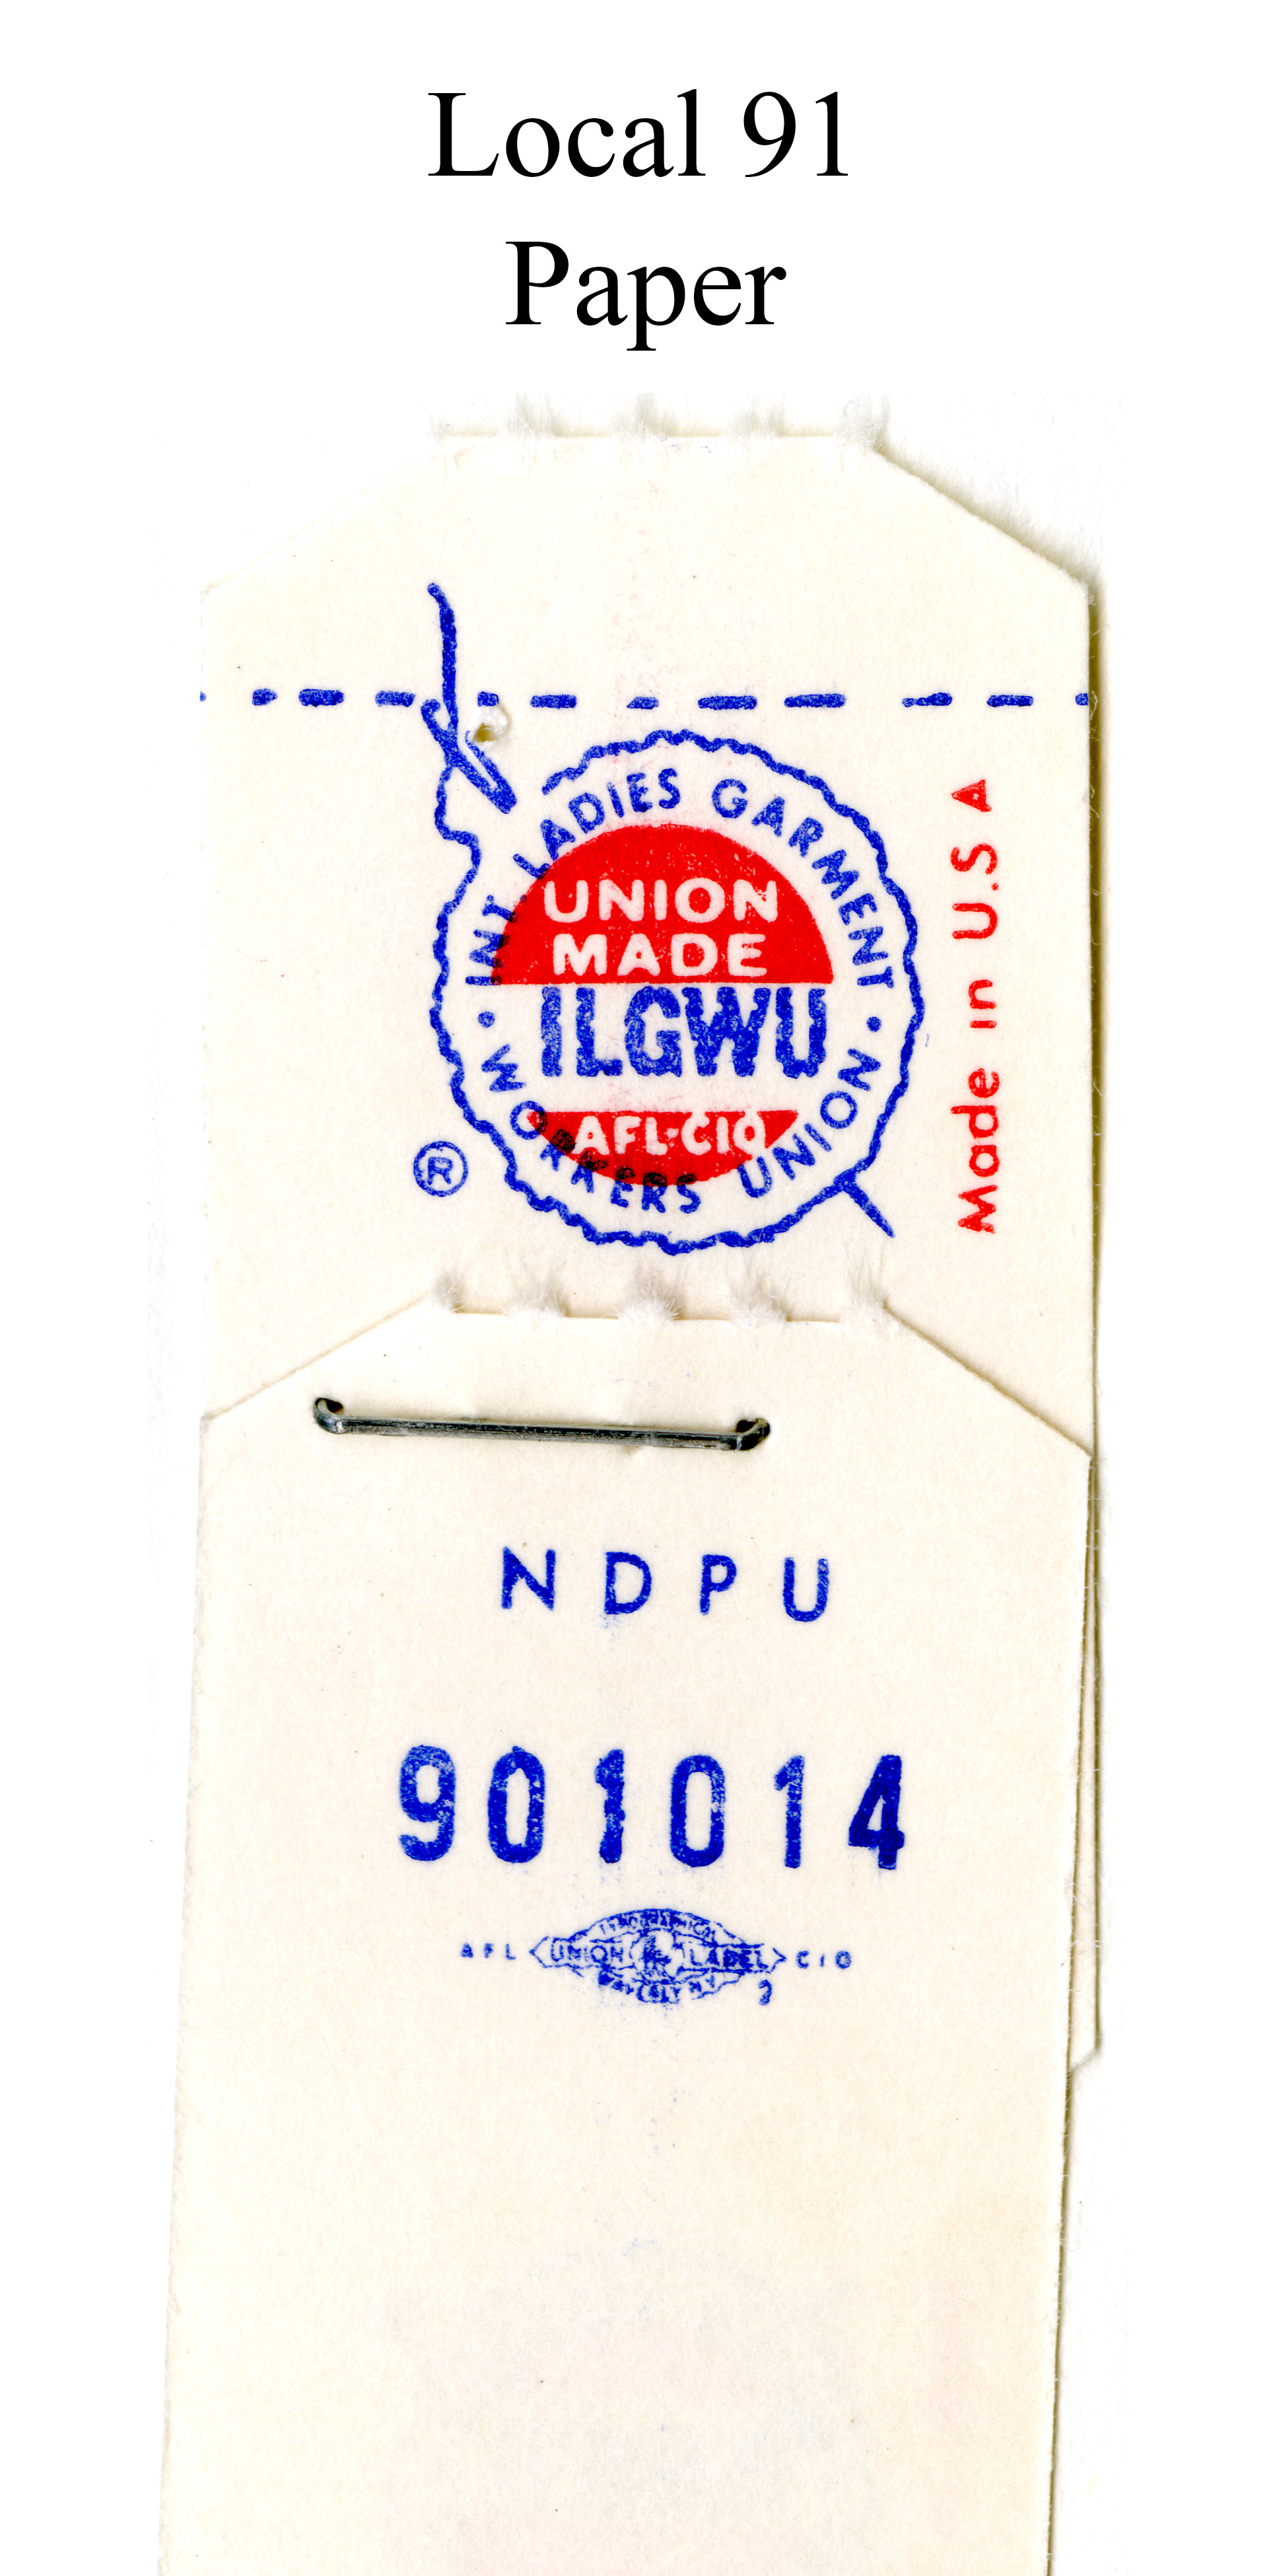 Local 91
Paper
INT. LADIES GARMENT
UNION
MADE
ILGWU
AFL-CIO
• WORKERS UNION •
®
Made in U.S A
N D P U
901014
AFL UNION LABEL CIO